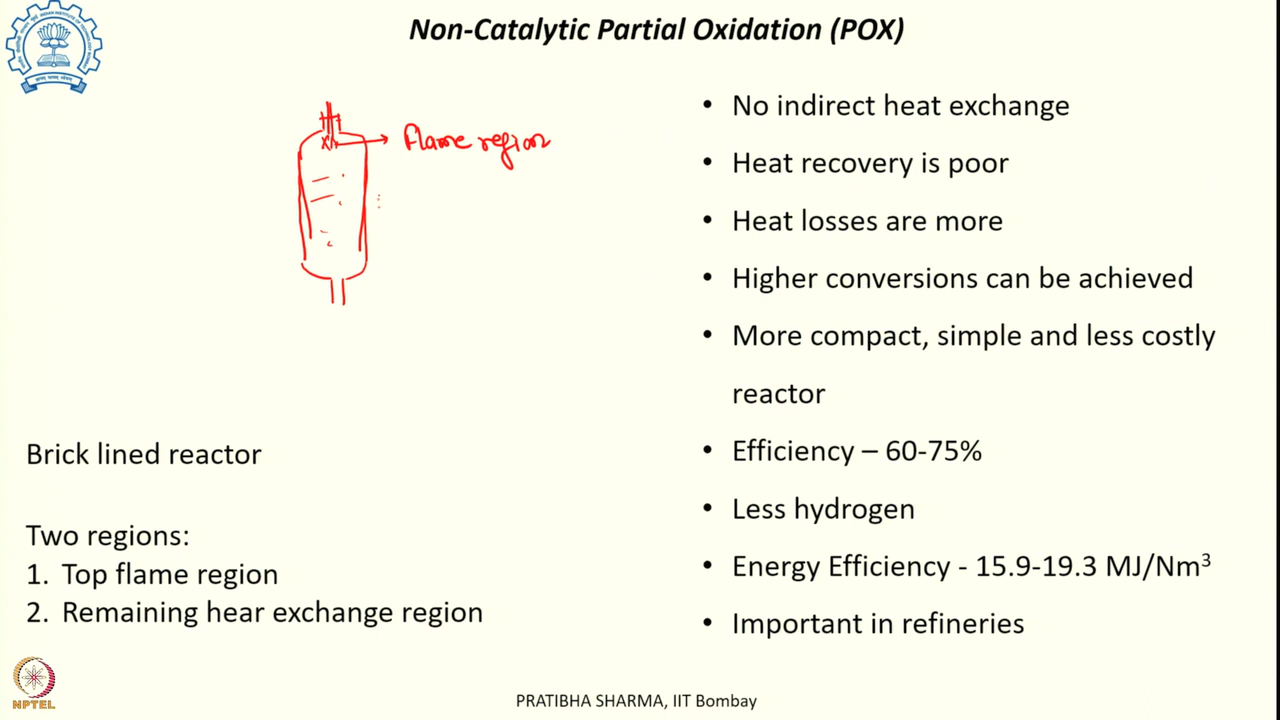 Non-Catalytic Partial Oxidation (POX)
Flame region
Brick lined reactor
Two regions:
1. Top flame region
2. Remaining hear exchange region
• No indirect heat exchange
• Heat recovery is poor
• Heat losses are more
• Higher conversions can be achieved
• More compact, simple and less costly
reactor
• Efficiency – 60-75%
• Less hydrogen
• Energy Efficiency - 15.9-19.3 MJ/Nm³
• Important in refineries
NPTEL
PRATIBHA SHARMA, IIT Bombay